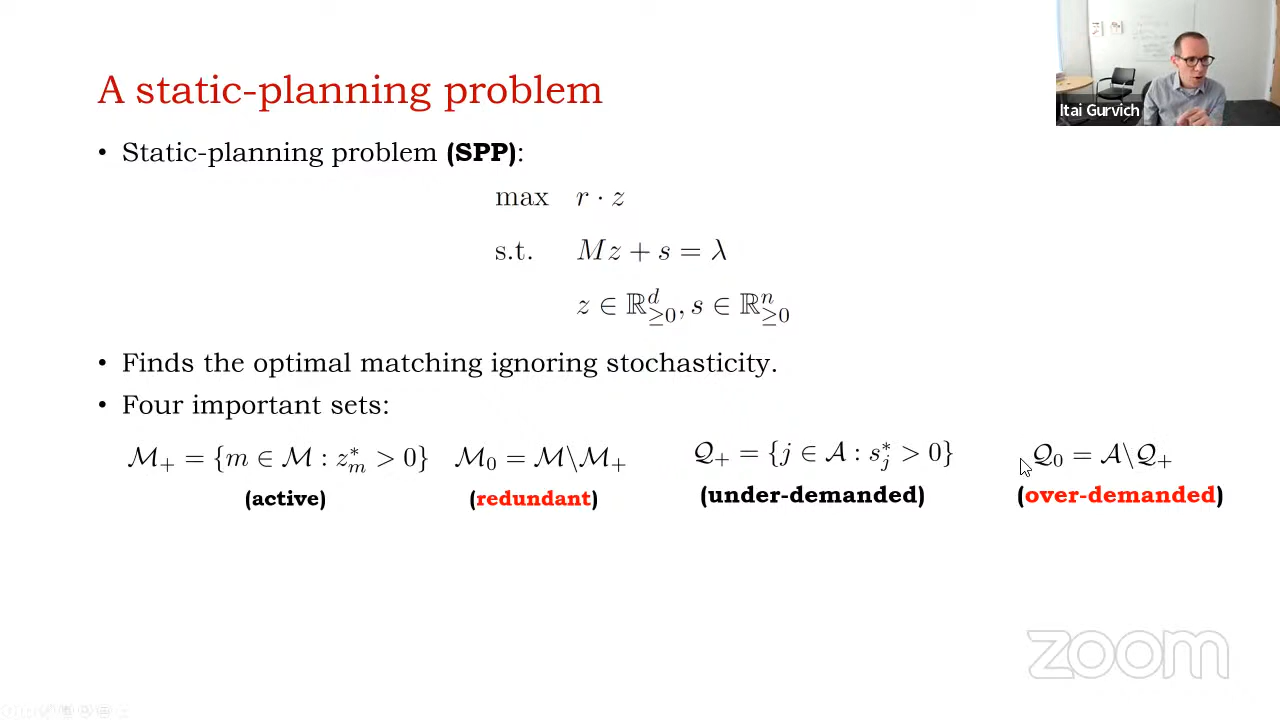 Itai Gurvich
A static-planning problem
• Static-planning problem (SPP):
max r · z
s.t. Mz + s = λ
z ∈ ℝ^d_{≥0}, s ∈ ℝ^n_{≥0}
• Finds the optimal matching ignoring stochasticity.
• Four important sets:
ℳ₊ = {m ∈ ℳ : z*_m > 0} ℳ₀ = ℳ\ℳ₊ 𝒬₊ = {j ∈ 𝒜 : s*_j > 0} 𝒬₀ = 𝒜\𝒬₊
(active) (redundant) (under-demanded) (over-demanded)
zoom